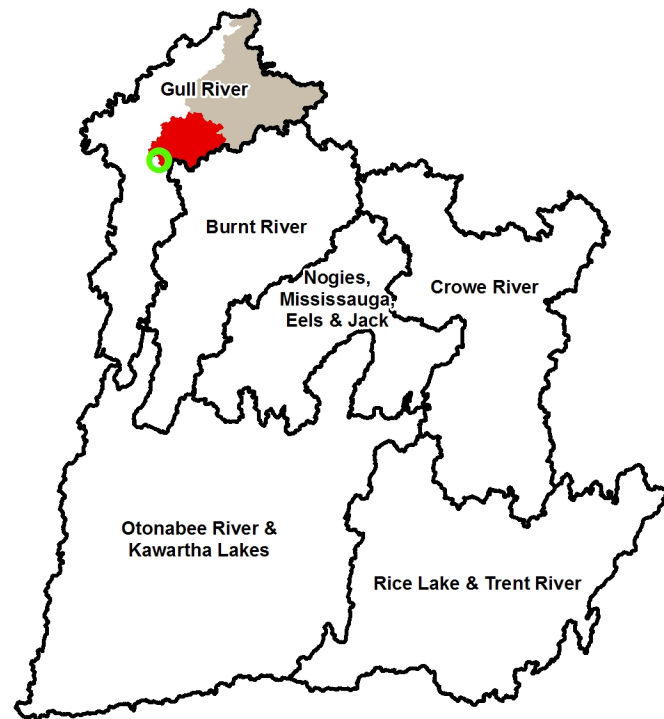 Gull River
Burnt River
Nogies,
Mississauga,
Eels & Jack
Crowe River
Otonabee River &
Kawartha Lakes
Rice Lake & Trent River